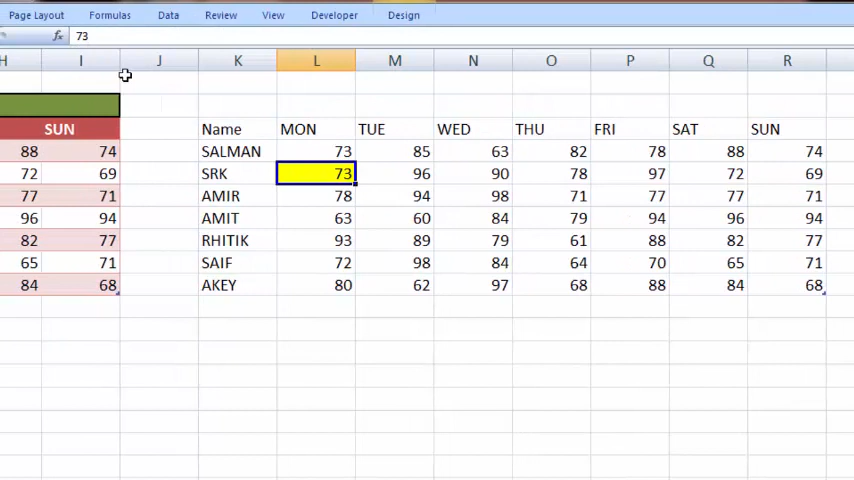 Page Layout Formulas Data Review View Developer Design
fx 73
H I J K L M N O P Q R
SUN Name MON TUE WED THU FRI SAT SUN
88 74 SALMAN 73 85 63 82 78 88 74
72 69 SRK 73 96 90 78 97 72 69
77 71 AMIR 78 94 98 71 77 77 71
96 94 AMIT 63 60 84 79 94 96 94
82 77 RHITIK 93 89 79 61 88 82 77
65 71 SAIF 72 98 84 64 70 65 71
84 68 AKEY 80 62 97 68 88 84 68